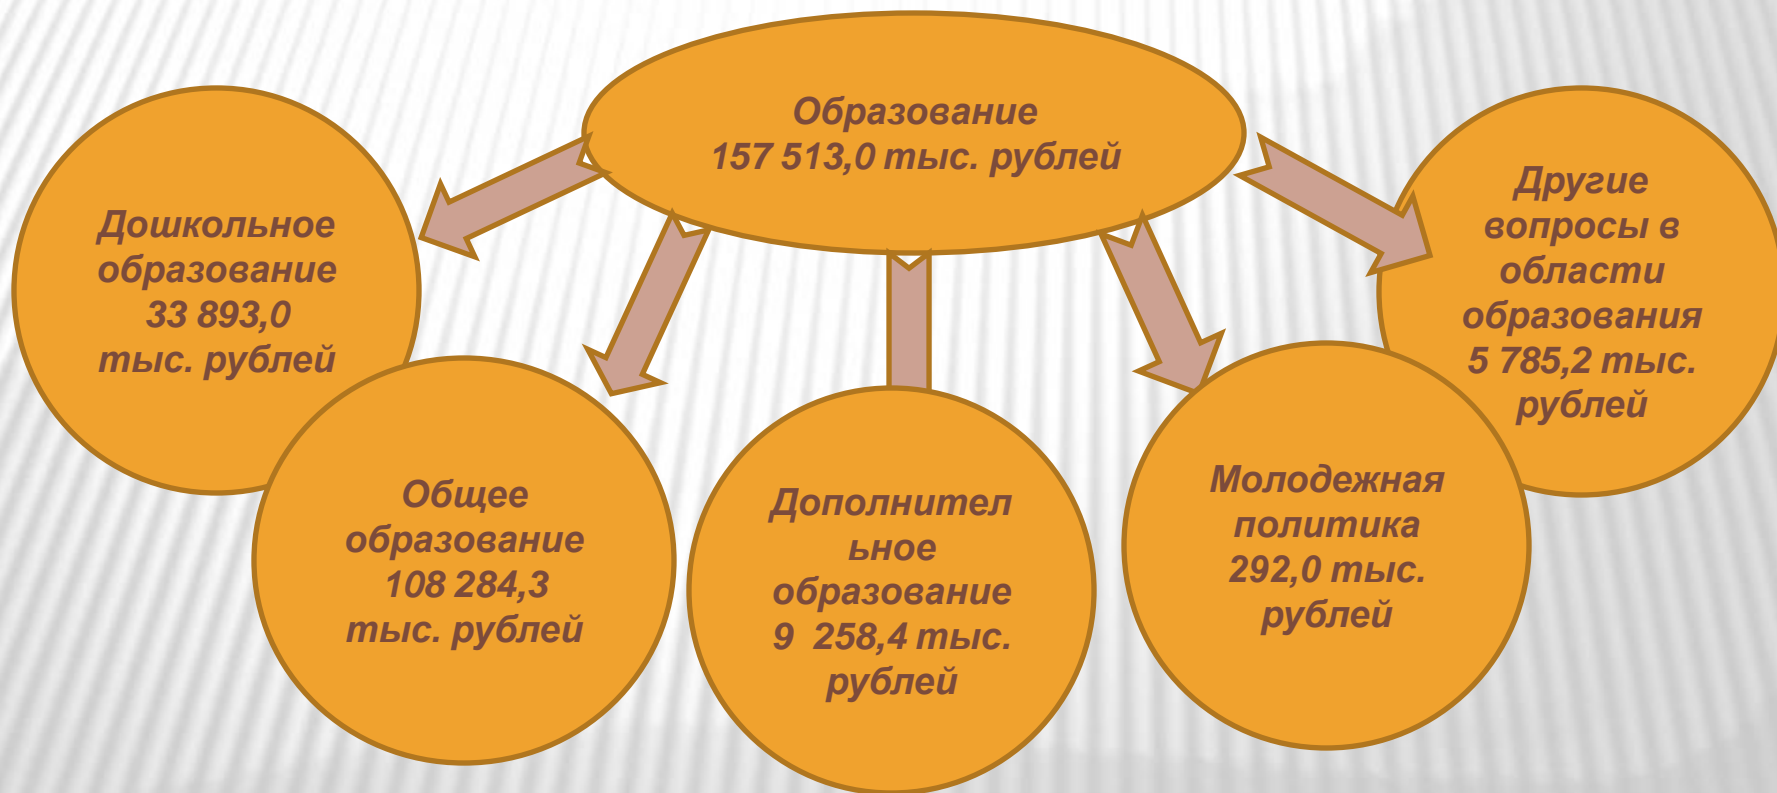 Образование
157 513,0 тыс. рублей
Дошкольное
образование
33 893,0
тыс. рублей
Общее
образование
108 284,3
тыс. рублей
Дополнител
ьное
образование
9  258,4 тыс.
рублей
Молодежная
политика
292,0 тыс.
рублей
Другие
вопросы в
области
образования
5 785,2 тыс.
рублей